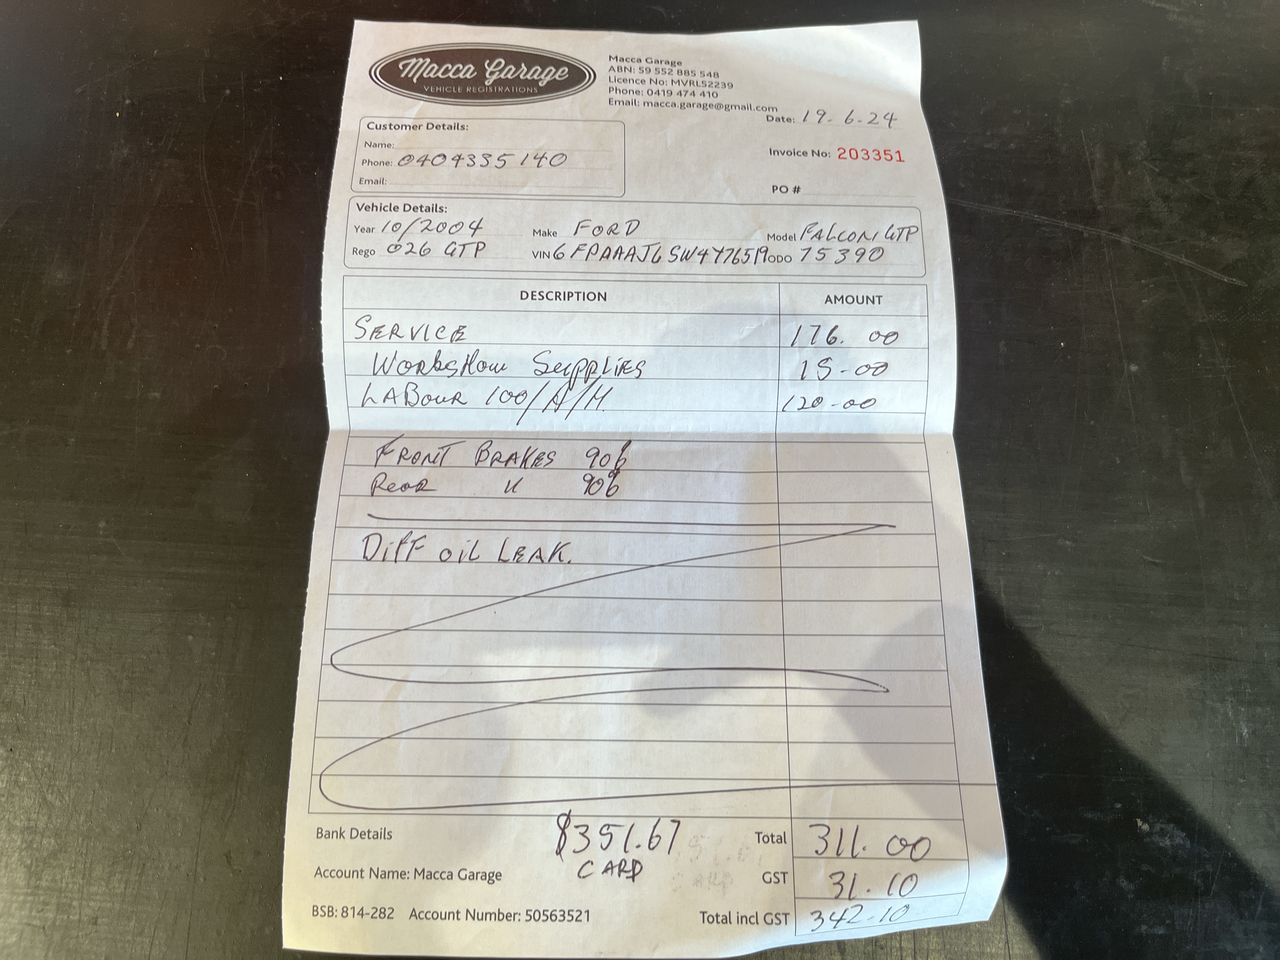 Macca Garage
VEHICLE REGISTRATIONS
Macca Garage
ABN: 59 552 885 548
Licence No: MVRL52239
Phone: 0419 474 410
Email: macca.garage@gmail.com
Date: 19.6.24
Customer Details:
Name:
Phone: 0404335140
Email:
Invoice No: 203351
PO #
Vehicle Details:
Year 10/2004 Make FORD Model FALCON GTP
Rego 026 GTP VIN 6FPAAAJGSW4Y76519 ODO 75390
DESCRIPTION AMOUNT
SERVICE 176.00
WORKSHOW SUPPLIES 15-00
LABOUR 100/A/H. 120-00
FRONT BRAKES 90%
REAR " 90%
DIFF OIL LEAK.
Bank Details $351.67 Total 311.00
CARD
Account Name: Macca Garage GST 31.10
BSB: 814-282 Account Number: 50563521 Total incl GST 342.10